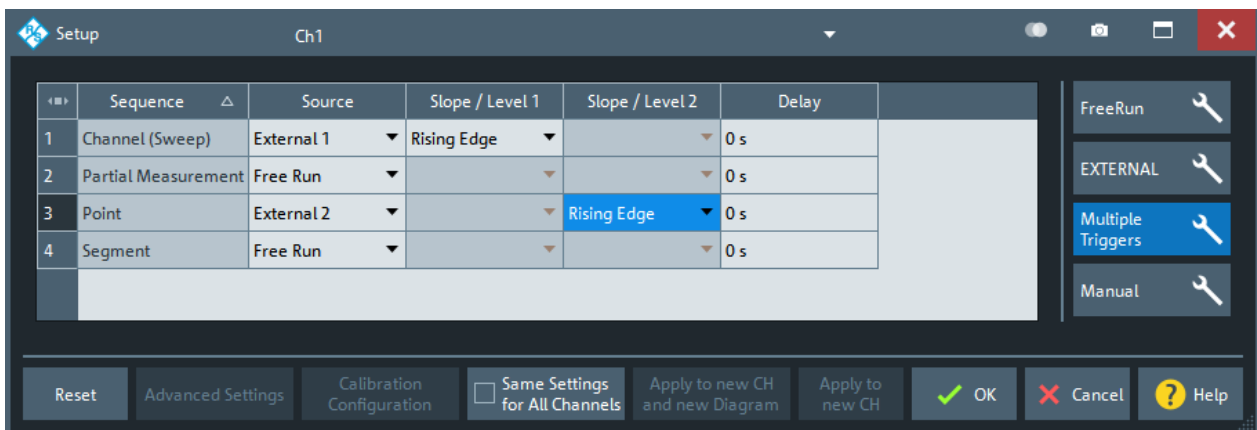 R&S Setup Ch1
Sequence Source Slope / Level 1 Slope / Level 2 Delay
1 Channel (Sweep) External 1 Rising Edge 0 s
2 Partial Measurement Free Run 0 s
3 Point External 2 Rising Edge 0 s
4 Segment Free Run 0 s
FreeRun
EXTERNAL
Multiple
Triggers
Manual
Reset
Advanced Settings
Calibration
Configuration
Same Settings
for All Channels
Apply to new CH
and new Diagram
Apply to
new CH
OK
Cancel
? Help